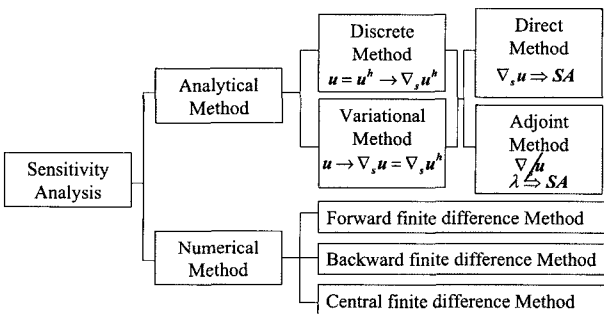 Sensitivity
Analysis
Analytical
Method
Discrete
Method
u = u^h → ∇_s u^h
Variational
Method
u → ∇_s u = ∇_s u^h
Direct
Method
∇_s u ⇒ SA
Adjoint
Method
∇_s u
λ ⇒ SA
Numerical
Method
Forward finite difference Method
Backward finite difference Method
Central finite difference Method